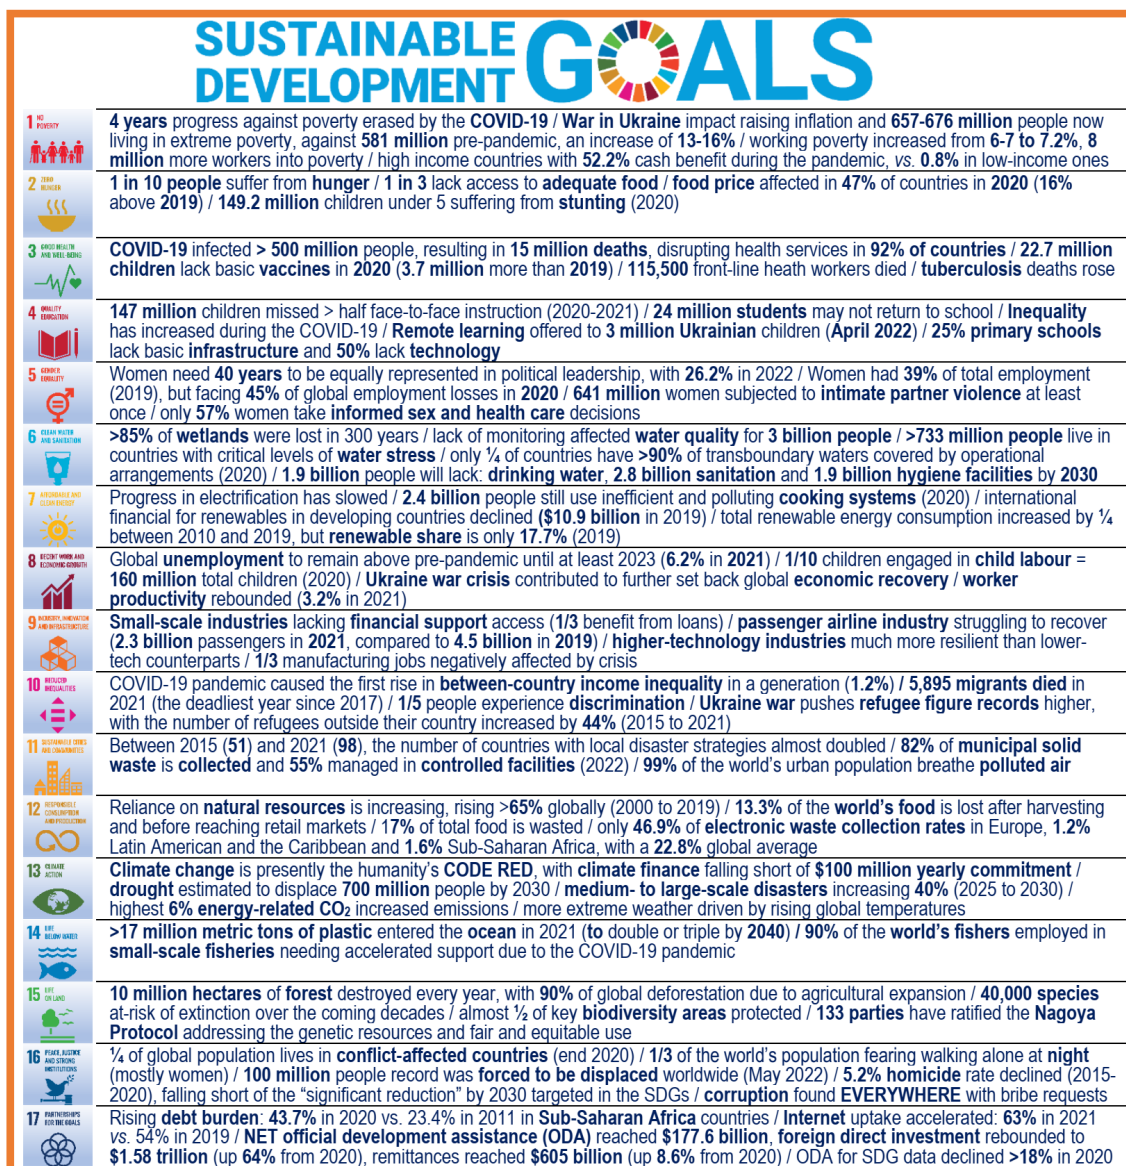 SUSTAINABLE
DEVELOPMENT
GOALS
1 NO
POVERTY
4 years progress against poverty erased by the COVID-19 / War in Ukraine impact raising inflation and 657-676 million people now
living in extreme poverty, against 581 million pre-pandemic, an increase of 13-16% / working poverty increased from 6-7 to 7.2%, 8
million more workers into poverty / high income countries with 52.2% cash benefit during the pandemic, vs. 0.8% in low-income ones
2 ZERO
HUNGER
1 in 10 people suffer from hunger / 1 in 3 lack access to adequate food / food price affected in 47% of countries in 2020 (16%
above 2019) / 149.2 million children under 5 suffering from stunting (2020)
3 GOOD HEALTH
AND WELL-BEING
COVID-19 infected > 500 million people, resulting in 15 million deaths, disrupting health services in 92% of countries / 22.7 million
children lack basic vaccines in 2020 (3.7 million more than 2019) / 115,500 front-line heath workers died / tuberculosis deaths rose
4 QUALITY
EDUCATION
147 million children missed > half face-to-face instruction (2020-2021) / 24 million students may not return to school / Inequality
has increased during the COVID-19 / Remote learning offered to 3 million Ukrainian children (April 2022) / 25% primary schools
lack basic infrastructure and 50% lack technology
5 GENDER
EQUALITY
Women need 40 years to be equally represented in political leadership, with 26.2% in 2022 / Women had 39% of total employment
(2019), but facing 45% of global employment losses in 2020 / 641 million women subjected to intimate partner violence at least
once / only 57% women take informed sex and health care decisions
6 CLEAN WATER
AND SANITATION
>85% of wetlands were lost in 300 years / lack of monitoring affected water quality for 3 billion people / >733 million people live in
countries with critical levels of water stress / only ¼ of countries have >90% of transboundary waters covered by operational
arrangements (2020) / 1.9 billion people will lack: drinking water, 2.8 billion sanitation and 1.9 billion hygiene facilities by 2030
7 AFFORDABLE AND
CLEAN ENERGY
Progress in electrification has slowed / 2.4 billion people still use inefficient and polluting cooking systems (2020) / international
financial for renewables in developing countries declined ($10.9 billion in 2019) / total renewable energy consumption increased by ¼
between 2010 and 2019, but renewable share is only 17.7% (2019)
8 DECENT WORK AND
ECONOMIC GROWTH
Global unemployment to remain above pre-pandemic until at least 2023 (6.2% in 2021) / 1/10 children engaged in child labour =
160 million total children (2020) / Ukraine war crisis contributed to further set back global economic recovery / worker
productivity rebounded (3.2% in 2021)
9 INDUSTRY, INNOVATION
AND INFRASTRUCTURE
Small-scale industries lacking financial support access (1/3 benefit from loans) / passenger airline industry struggling to recover
(2.3 billion passengers in 2021, compared to 4.5 billion in 2019) / higher-technology industries much more resilient than lower-
tech counterparts / 1/3 manufacturing jobs negatively affected by crisis
10 REDUCED
INEQUALITIES
COVID-19 pandemic caused the first rise in between-country income inequality in a generation (1.2%) / 5,895 migrants died in
2021 (the deadliest year since 2017) / 1/5 people experience discrimination / Ukraine war pushes refugee figure records higher,
with the number of refugees outside their country increased by 44% (2015 to 2021)
11 SUSTAINABLE CITIES
AND COMMUNITIES
Between 2015 (51) and 2021 (98), the number of countries with local disaster strategies almost doubled / 82% of municipal solid
waste is collected and 55% managed in controlled facilities (2022) / 99% of the world's urban population breathe polluted air
12 RESPONSIBLE
CONSUMPTION
AND PRODUCTION
Reliance on natural resources is increasing, rising >65% globally (2000 to 2019) / 13.3% of the world's food is lost after harvesting
and before reaching retail markets / 17% of total food is wasted / only 46.9% of electronic waste collection rates in Europe, 1.2%
Latin American and the Caribbean and 1.6% Sub-Saharan Africa, with a 22.8% global average
13 CLIMATE
ACTION
Climate change is presently the humanity's CODE RED, with climate finance falling short of $100 million yearly commitment /
drought estimated to displace 700 million people by 2030 / medium- to large-scale disasters increasing 40% (2025 to 2030) /
highest 6% energy-related CO₂ increased emissions / more extreme weather driven by rising global temperatures
14 LIFE
BELOW WATER
>17 million metric tons of plastic entered the ocean in 2021 (to double or triple by 2040) / 90% of the world's fishers employed in
small-scale fisheries needing accelerated support due to the COVID-19 pandemic
15 LIFE
ON LAND
10 million hectares of forest destroyed every year, with 90% of global deforestation due to agricultural expansion / 40,000 species
at-risk of extinction over the coming decades / almost ½ of key biodiversity areas protected / 133 parties have ratified the Nagoya
Protocol addressing the genetic resources and fair and equitable use
16 PEACE, JUSTICE
AND STRONG
INSTITUTIONS
¼ of global population lives in conflict-affected countries (end 2020) / 1/3 of the world's population fearing walking alone at night
(mostly women) / 100 million people record was forced to be displaced worldwide (May 2022) / 5.2% homicide rate declined (2015-
2020), falling short of the "significant reduction" by 2030 targeted in the SDGs / corruption found EVERYWHERE with bribe requests
17 PARTNERSHIPS
FOR THE GOALS
Rising debt burden: 43.7% in 2020 vs. 23.4% in 2011 in Sub-Saharan Africa countries / Internet uptake accelerated: 63% in 2021
vs. 54% in 2019 / NET official development assistance (ODA) reached $177.6 billion, foreign direct investment rebounded to
$1.58 trillion (up 64% from 2020), remittances reached $605 billion (up 8.6% from 2020) / ODA for SDG data declined >18% in 2020